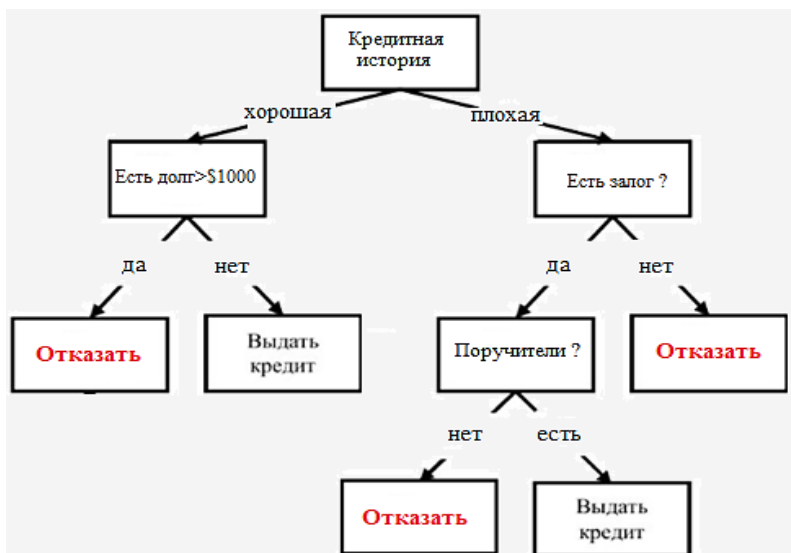 Кредитная
история
хорошая
плохая
Есть долг>$1000
Есть залог ?
да
нет
да
нет
Отказать
Выдать
кредит
Поручители ?
Отказать
нет
есть
Отказать
Выдать
кредит